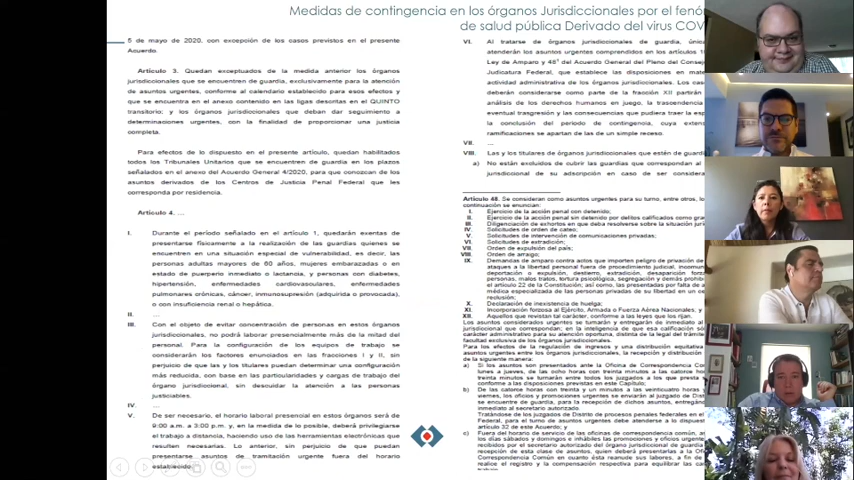 Medidas de contingencia en los órganos Jurisdiccionales por el fenó
de salud pública Derivado del virus COV
5 de mayo de 2020, con excepción de los casos previstos en el presente
Acuerdo.
Artículo 3. Quedan exceptuados de la medida anterior los órganos
jurisdiccionales que se encuentren de guardia, exclusivamente para la atención
de asuntos urgentes, conforme al calendario establecido para esos efectos y
que se encuentra en el anexo contenido en las ligas descritas en el QUINTO
transitorio; y los órganos jurisdiccionales que deban dar seguimiento a
determinaciones urgentes, con la finalidad de proporcionar una justicia
completa.
Para efectos de lo dispuesto en el presente artículo, quedan habilitados
todos los Tribunales Unitarios que se encuentren de guardia en los plazos
señalados en el anexo del Acuerdo General 4/2020, para que conozcan de los
asuntos derivados de los Centros de Justicia Penal Federal que les
corresponda por residencia.
Artículo 4. ...
I. Durante el período señalado en el artículo 1, quedarán exentas de
presentarse físicamente a la realización de las guardias quienes se
encuentren en una situación especial de vulnerabilidad, es decir, las
personas adultas mayores de 60 años, mujeres embarazadas o en
estado de puerperio inmediato o lactancia, y personas con diabetes,
hipertensión, enfermedades cardiovasculares, enfermedades
pulmonares crónicas, cáncer, inmunosupresión (adquirida o provocada),
o con insuficiencia renal o hepática.
II. ...
III. Con el objeto de evitar concentración de personas en estos órganos
jurisdiccionales, no podrá laborar presencialmente más de la mitad del
personal. Para la configuración de los equipos de trabajo se
considerarán los factores enunciados en las fracciones I y II, sin
perjuicio de que las y los titulares puedan determinar una configuración
más reducida, con base en las particularidades y cargas de trabajo del
órgano jurisdiccional, sin descuidar la atención a las personas
justiciables.
IV. ...
V. De ser necesario, el horario laboral presencial en estos órganos será de
9:00 a.m. a 3:00 p.m. y, en la medida de lo posible, deberá privilegiarse
el trabajo a distancia, haciendo uso de las herramientas electrónicas que
resulten necesarias. Lo anterior, sin perjuicio de que puedan
presentarse asuntos de tramitación urgente fuera del horario
establecido.
VI. Al tratarse de órganos jurisdiccionales de guardia, únic
atenderán los asuntos urgentes comprendidos en los artículos 1
Ley de Amparo y 48 del Acuerdo General del Pleno del Consej
Judicatura Federal, que establece las disposiciones en mate
actividad administrativa de los órganos jurisdiccionales. Los cas
deberán considerarse como parte de la fracción XII partirán
análisis de los derechos humanos en juego, la trascendencia
eventual trasgresión y las consecuencias que pudiera traer la esp
la conclusión del período de contingencia, cuya exten
ramificaciones se apartan de las de un simple receso.
VII. ...
VIII. Las y los titulares de órganos jurisdiccionales que estén de guardi
a) No están excluidos de cubrir las guardias que correspondan al
jurisdiccional de su adscripción en caso de ser considera
Artículo 48. Se consideran como asuntos urgentes para su turno, entre otros, lo
continuación se enuncian:
I. Ejercicio de la acción penal con detenido;
II. Ejercicio de la acción penal sin detenido por delitos calificados como gra
III. Diligenciación de exhortos en que deba resolverse sobre la situación juríd
IV. Solicitudes de orden de cateo;
V. Solicitudes de intervención de comunicaciones privadas;
VI. Solicitudes de extradición;
VII. Orden de expulsión del país;
VIII. Orden de arraigo;
IX. Demandas de amparo contra actos que importen peligro de privación de
ataques a la libertad personal fuera de procedimiento judicial, incomun
deportación o expulsión, destierro, extradición, desaparición forz
personas, malos tratos, tortura psicológica, segregación y demás prohibi
el artículo 22 de la Constitución; así como, las presentadas por falta de a
médica especializada de las personas privadas de su libertad en un ce
reclusión;
X. Declaración de inexistencia de huelga;
XI. Incorporación forzosa al Ejército, Armada o Fuerza Aérea Nacionales, y
XII. Aquellos que revistan tal carácter, conforme a las leyes que los rijan.
Los asuntos considerados urgentes se turnarán y entregarán de inmediato al
jurisdiccional que corresponda; en la inteligencia de que esa calificación só
carácter administrativo para su atención oportuna, distinta de la legal del trámite
facultad exclusiva de los órganos jurisdiccionales.
Para los efectos de la regulación de ingresos y una distribución equitativa
asuntos urgentes entre los órganos jurisdiccionales, la recepción y distribución
de la siguiente manera:
a) Si los asuntos son presentados ante la Oficina de Correspondencia Co
lunes a jueves, de las ocho horas con treinta minutos a las catorce hor
treinta minutos se turnarán entre todos los juzgados a los que presta s
conforme a las disposiciones previstas en este Capítulo;
b) De las catorce horas con treinta y un minutos a las veinticuatro horas
viernes, los oficios y promociones urgentes se enviarán al juzgado de Dist
se encuentre de guardia, para la recepción de dichos asuntos, entregánd
inmediato al secretario autorizado.
Tratándose de los juzgados de Distrito de procesos penales federales en el
Federal, para el turno de asuntos urgentes debe atenderse a lo dispuest
artículo 32 de este Acuerdo; y
c) Fuera del horario de servicio de las oficinas de correspondencia común, a
los días sábados y domingos e inhábiles las promociones y oficios urgent
recibidos por el secretario autorizado del órgano jurisdiccional de guard
recepción de esta clase de asuntos, quien deberá presentarlas a la Ofi
Correspondencia Común en cuanto ésta reanude sus labores, a fin de
realice el registro y la compensación respectiva para equilibrar las car